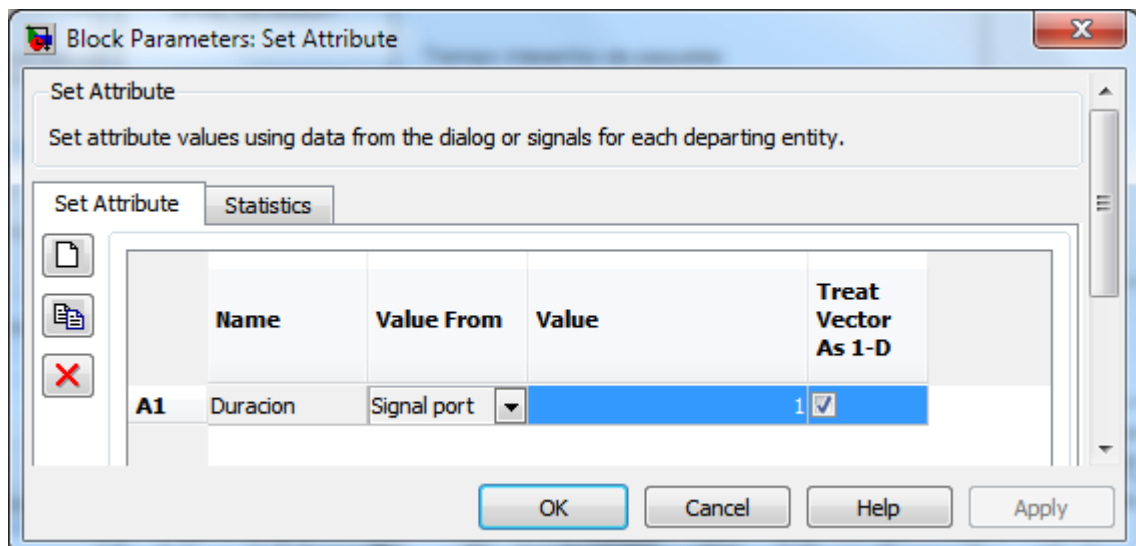 Block Parameters: Set Attribute
Set Attribute
Set attribute values using data from the dialog or signals for each departing entity.
Set Attribute Statistics
Name Value From Value Treat Vector As 1-D
A1 Duracion Signal port 1
OK Cancel Help Apply